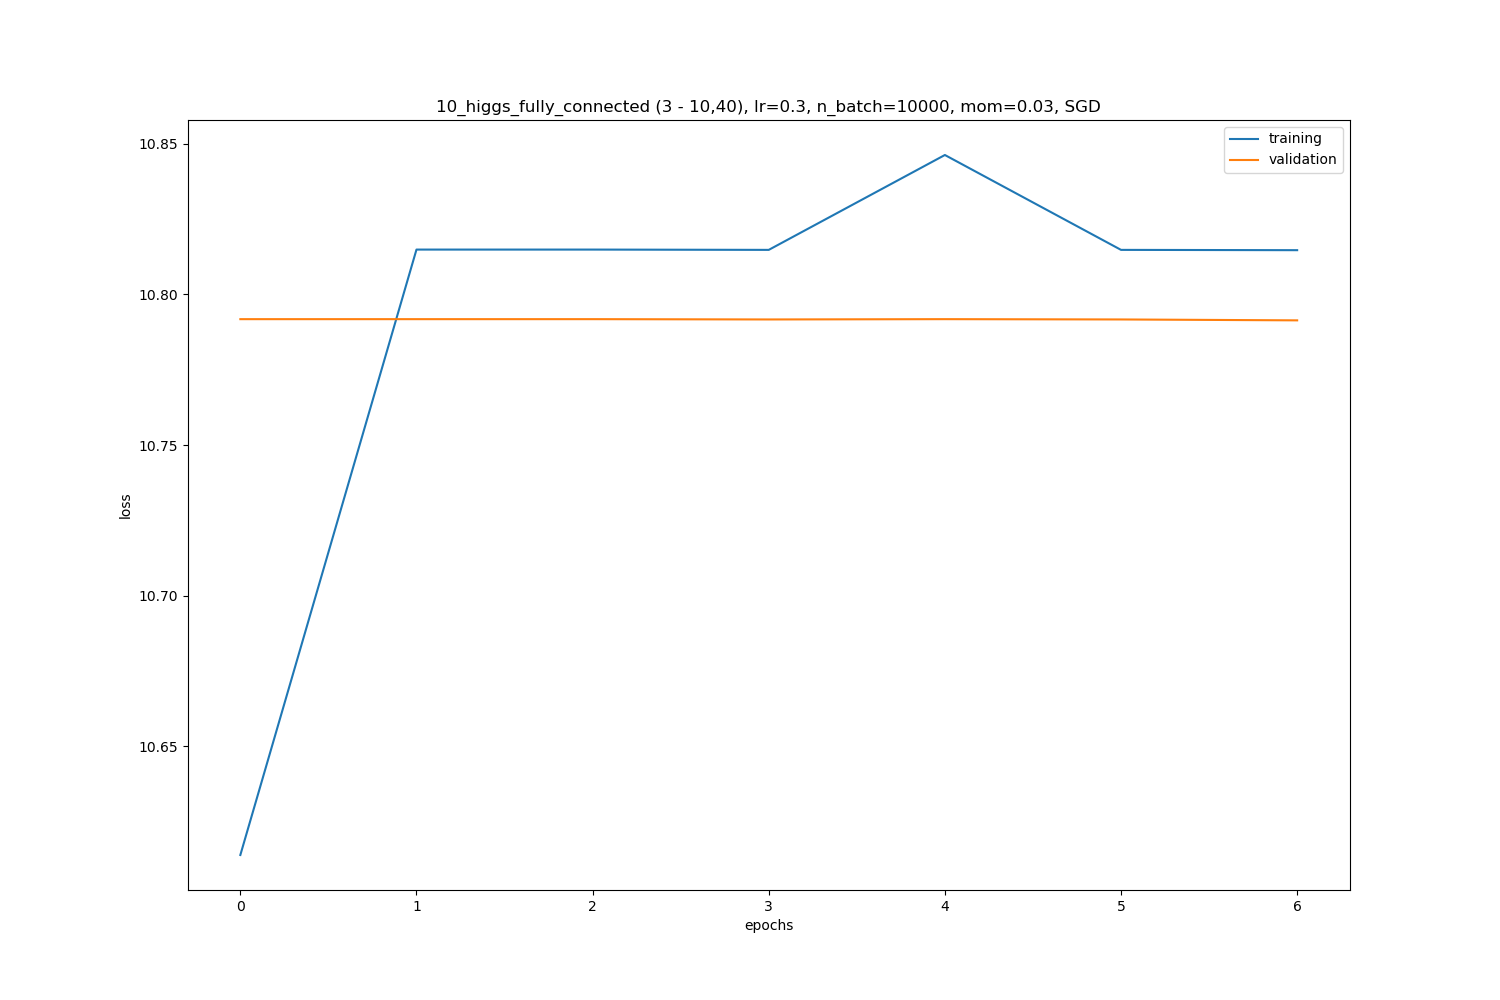 10_higgs_fully_connected (3 - 10,40), lr=0.3, n_batch=10000, mom=0.03, SGD
training
validation
10.85
10.80
10.75
10.70
10.65
loss
0 1 2 3 4 5 6
epochs